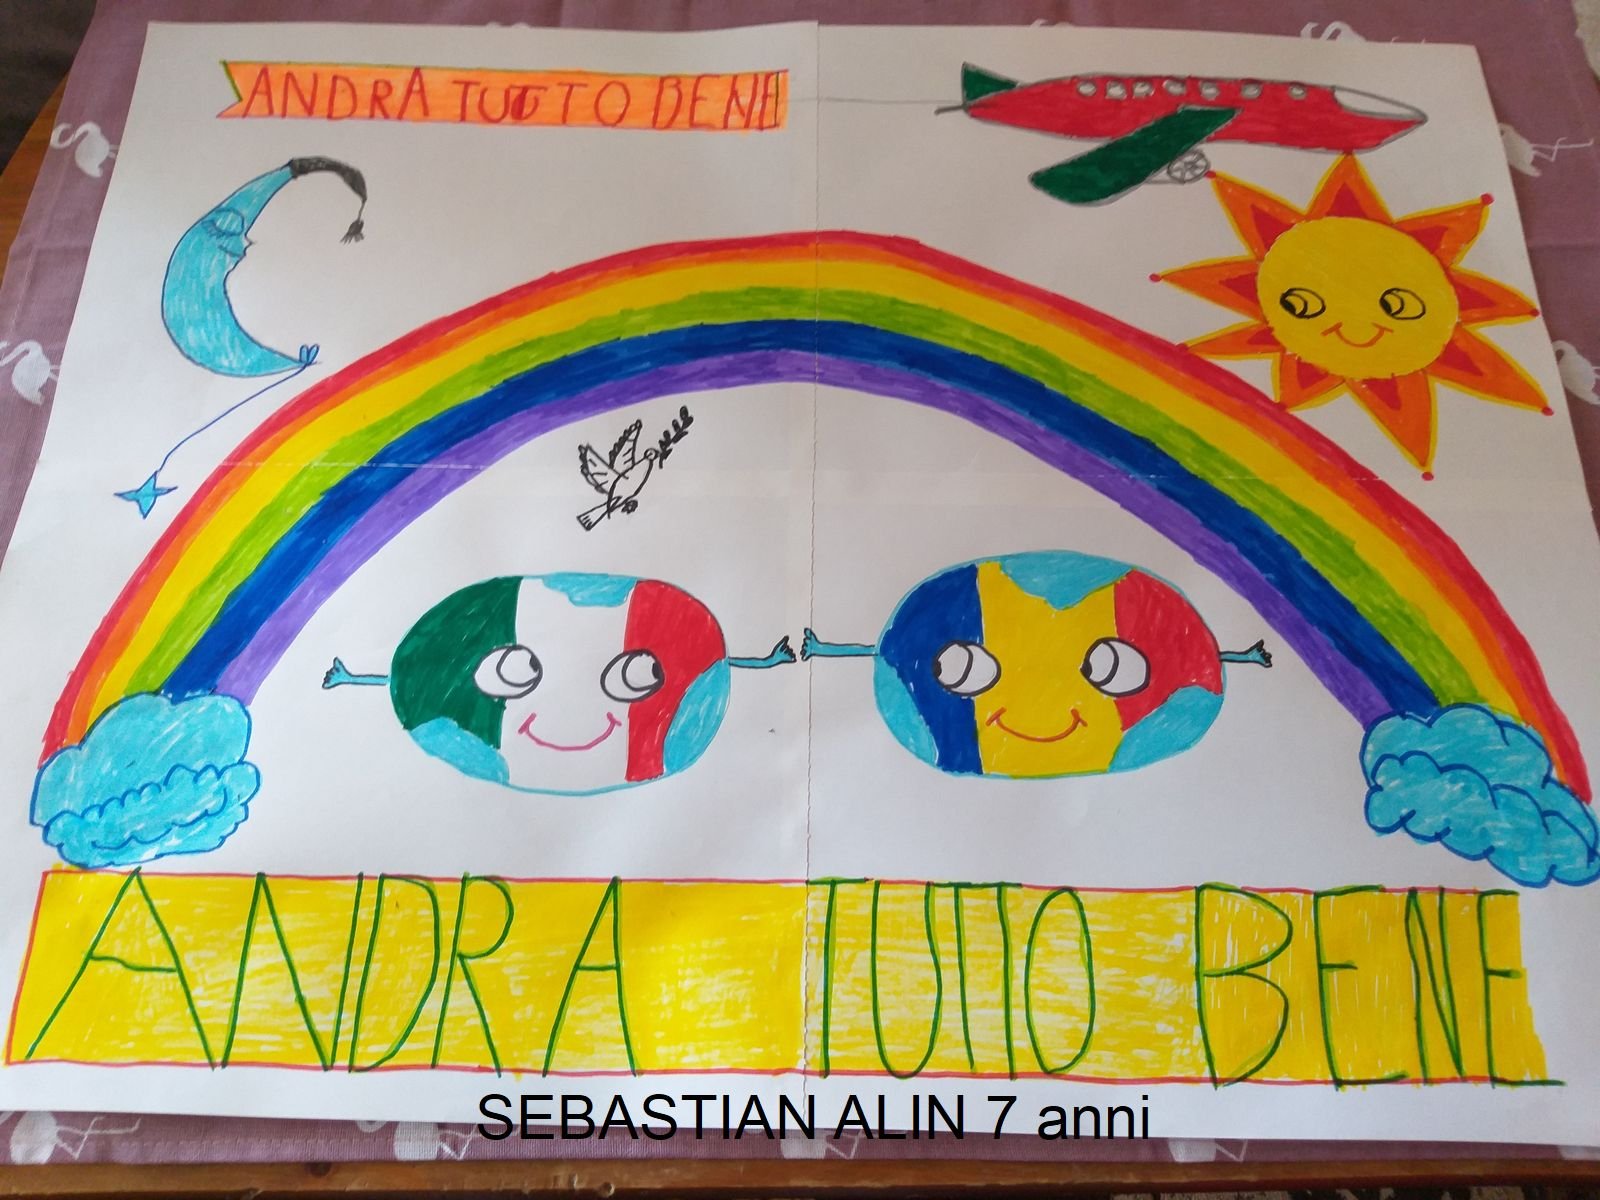 ANDRA TUTTO BENE
ANDRA TUTTO BENE
SEBASTIAN ALIN 7 anni